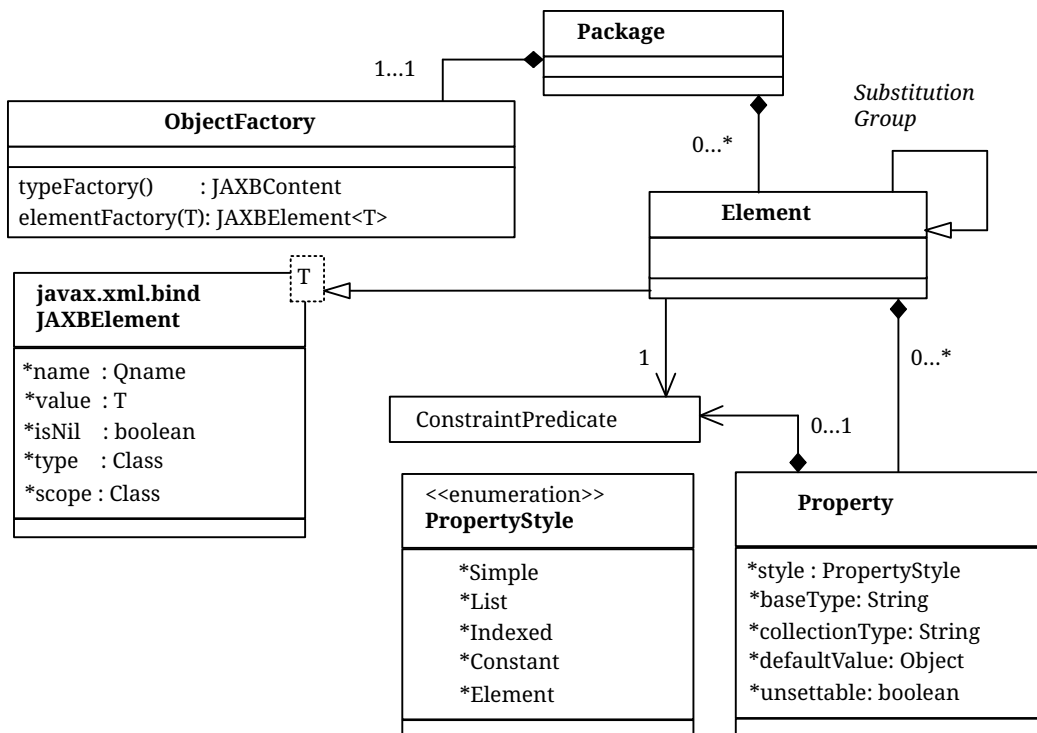 Package
1...1
Substitution
Group
ObjectFactory
0...*
typeFactory() : JAXBContent
elementFactory(T): JAXBElement<T>
Element
T
javax.xml.bind
JAXBElement
1
0...*
*name : Qname
*value : T
*isNil : boolean
*type : Class
*scope : Class
ConstraintPredicate
0...1
<<enumeration>>
PropertyStyle
*Simple
*List
*Indexed
*Constant
*Element
Property
*style : PropertyStyle
*baseType: String
*collectionType: String
*defaultValue: Object
*unsettable: boolean